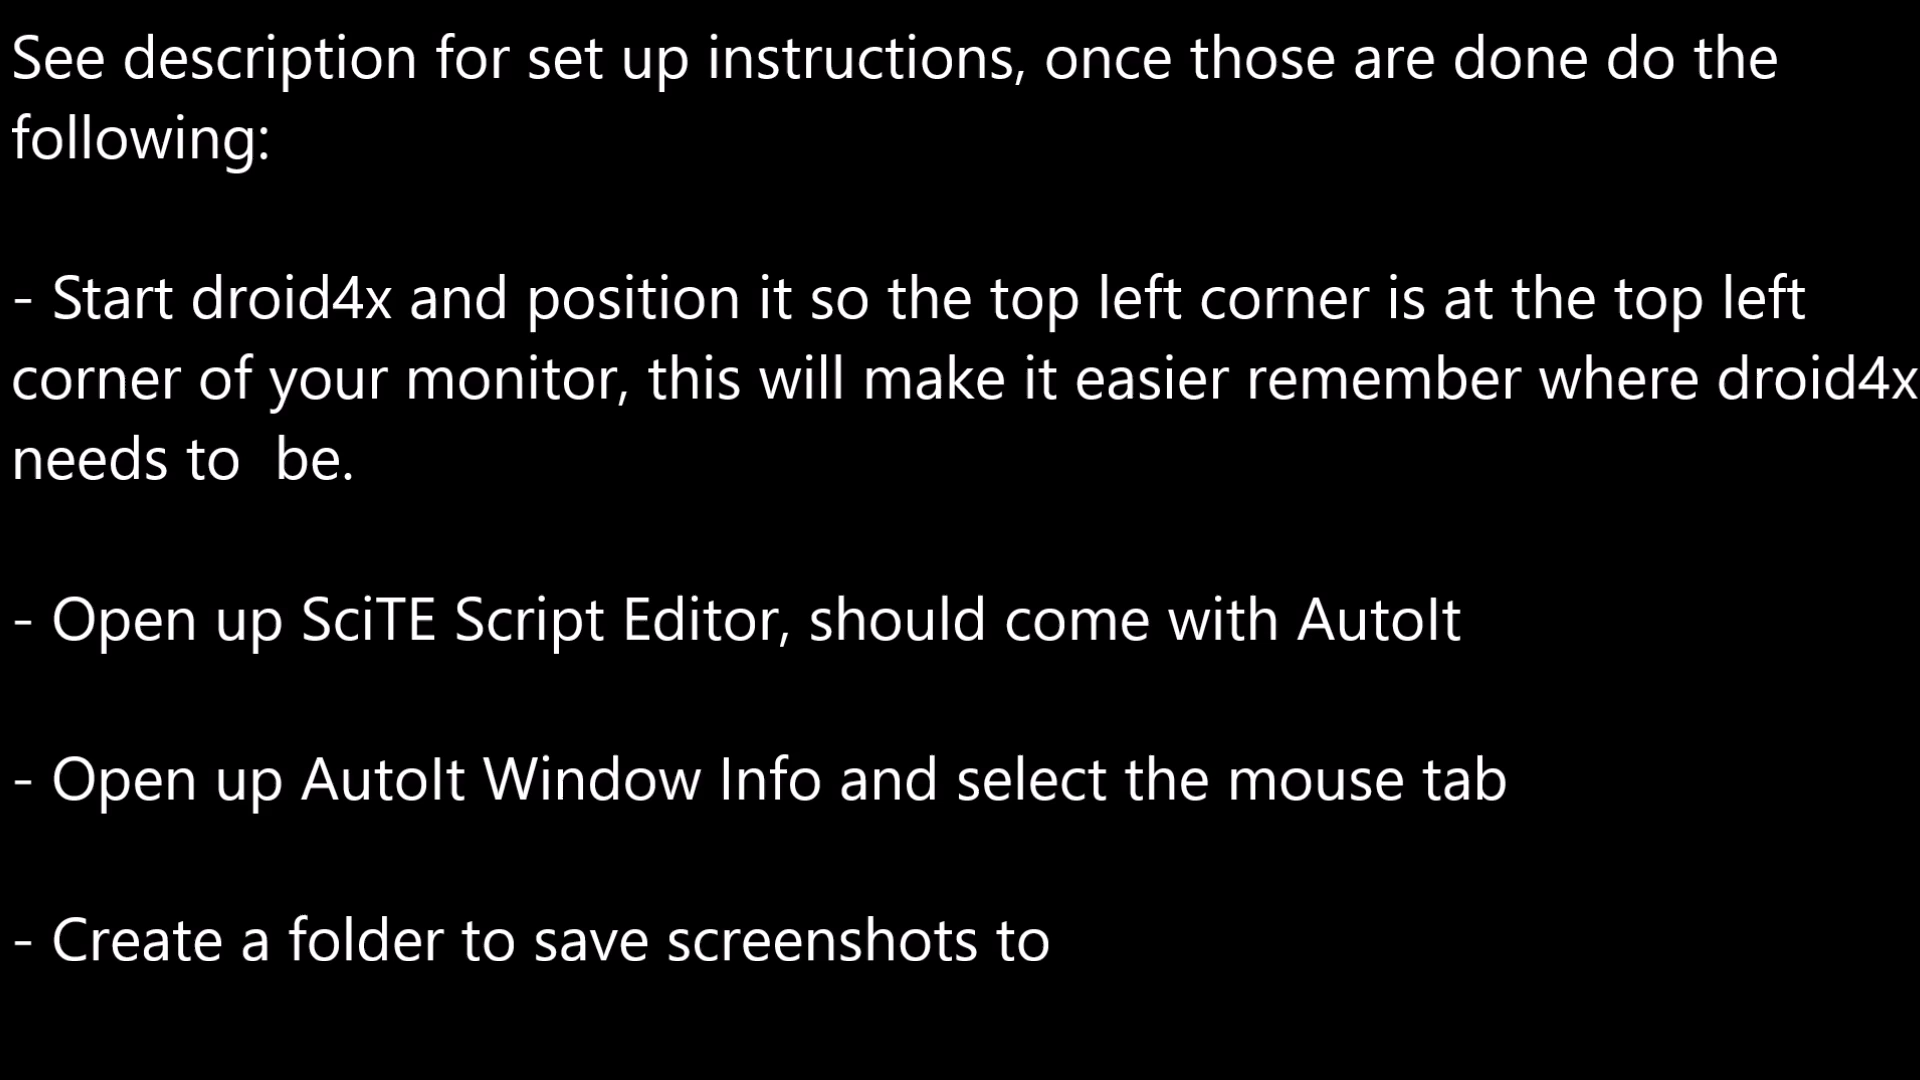 See description for set up instructions, once those are done do the
following:
- Start droid4x and position it so the top left corner is at the top left
corner of your monitor, this will make it easier remember where droid4x
needs to  be.
- Open up SciTE Script Editor, should come with AutoIt
- Open up AutoIt Window Info and select the mouse tab
- Create a folder to save screenshots to